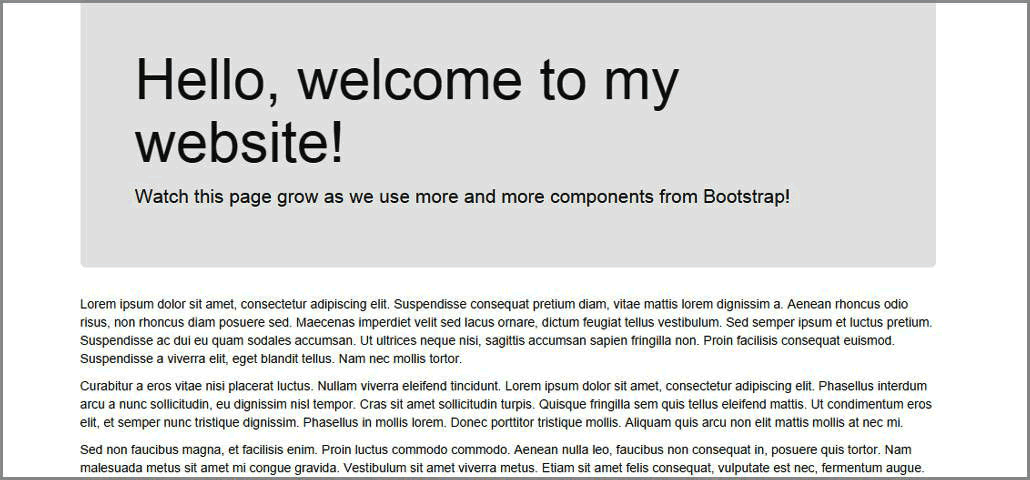 Hello, welcome to my
website!
Watch this page grow as we use more and more components from Bootstrap!
Lorem ipsum dolor sit amet, consectetur adipiscing elit. Suspendisse consequat pretium diam, vitae mattis lorem dignissim a. Aenean rhoncus odio
risus, non rhoncus diam posuere sed. Maecenas imperdiet velit sed lacus ornare, dictum feugiat tellus vestibulum. Sed semper ipsum et luctus pretium.
Suspendisse ac dui eu quam sodales accumsan. Ut ultrices neque nisi, sagittis accumsan sapien fringilla non. Proin facilisis consequat euismod.
Suspendisse a viverra elit, eget blandit tellus. Nam nec mollis tortor.
Curabitur a eros vitae nisi placerat luctus. Nullam viverra eleifend tincidunt. Lorem ipsum dolor sit amet, consectetur adipiscing elit. Phasellus interdum
arcu a nunc sollicitudin, eu dignissim nisl tempor. Cras sit amet sollicitudin turpis. Quisque fringilla sem quis tellus eleifend mattis. Ut condimentum eros
elit, et semper nunc tristique dignissim. Phasellus in mollis lorem. Donec porttitor tristique mollis. Aliquam quis arcu non elit mattis mollis at nec mi.
Sed non faucibus magna, et facilisis enim. Proin luctus commodo commodo. Aenean nulla leo, faucibus non consequat in, posuere quis tortor. Nam
malesuada metus sit amet mi congue gravida. Vestibulum sit amet viverra metus. Etiam sit amet felis consequat, vulputate est nec, fermentum augue.